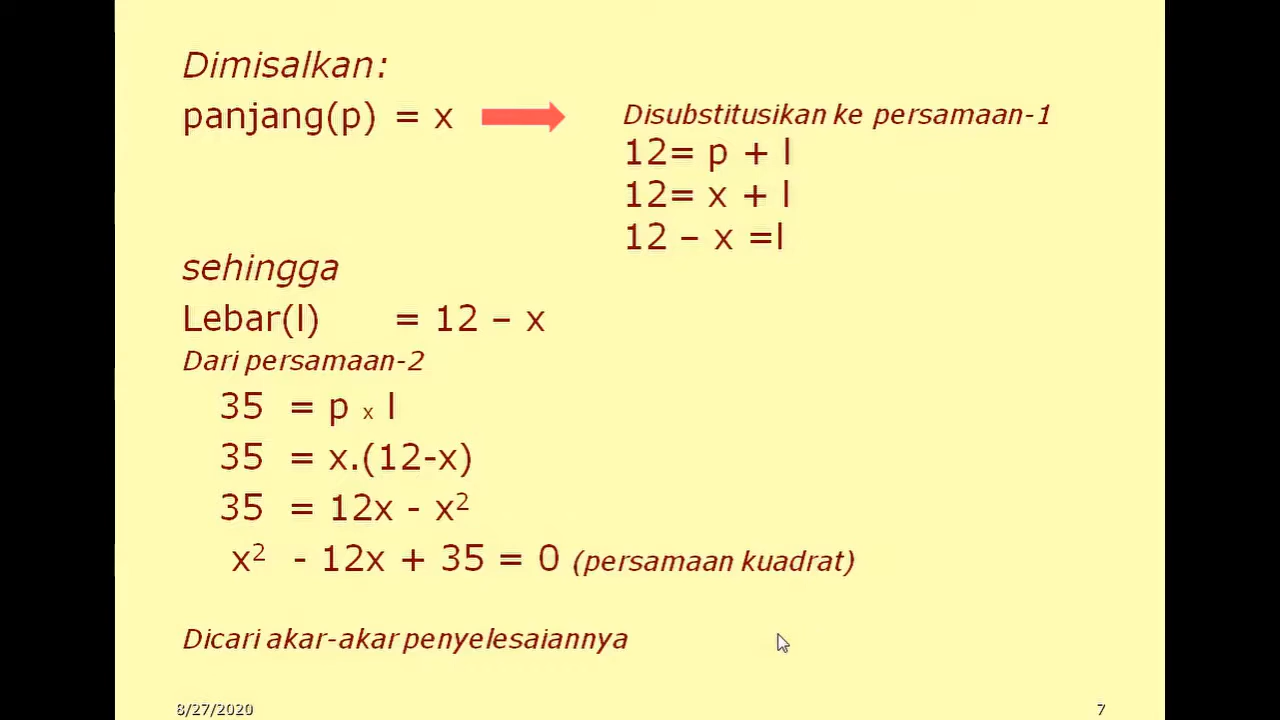 Dimisalkan:
panjang(p) = x
Disubstitusikan ke persamaan-1
12= p + l
12= x + l
12 – x =l
sehingga
Lebar(l) = 12 – x
Dari persamaan-2
35 = p x l
35 = x.(12-x)
35 = 12x - x²
x² - 12x + 35 = 0 (persamaan kuadrat)
Dicari akar-akar penyelesaiannya
8/27/2020
7